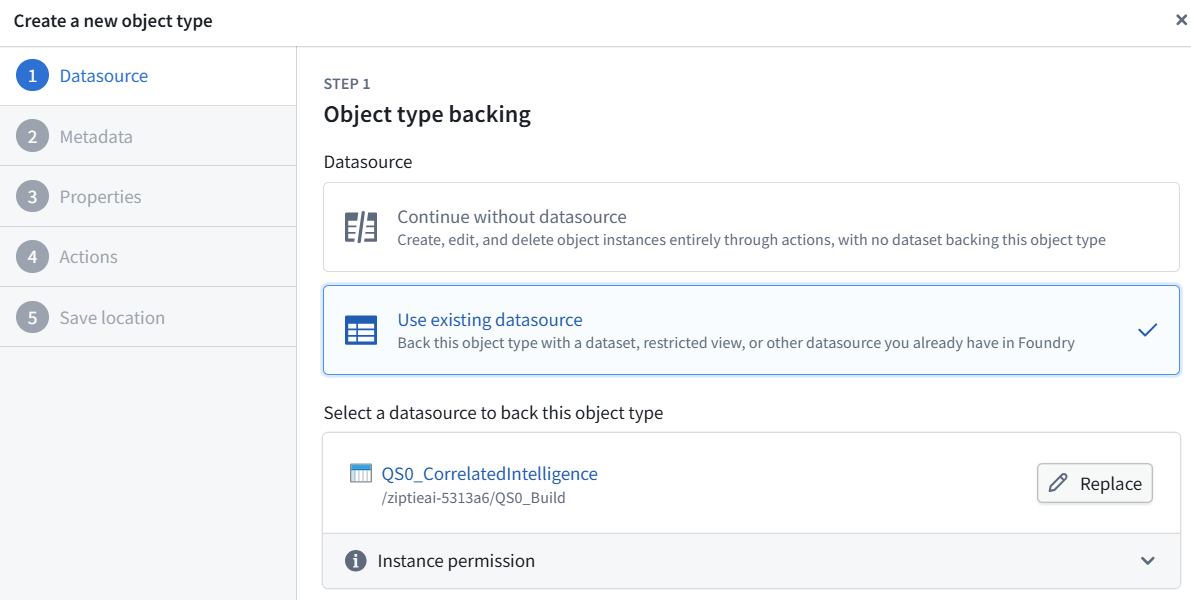 Create a new object type
1 Datasource
2 Metadata
3 Properties
4 Actions
5 Save location
STEP 1
Object type backing
Datasource
Continue without datasource
Create, edit, and delete object instances entirely through actions, with no dataset backing this object type
Use existing datasource
Back this object type with a dataset, restricted view, or other datasource you already have in Foundry
Select a datasource to back this object type
QS0_CorrelatedIntelligence
/ziptieai-5313a6/QS0_Build
Replace
Instance permission